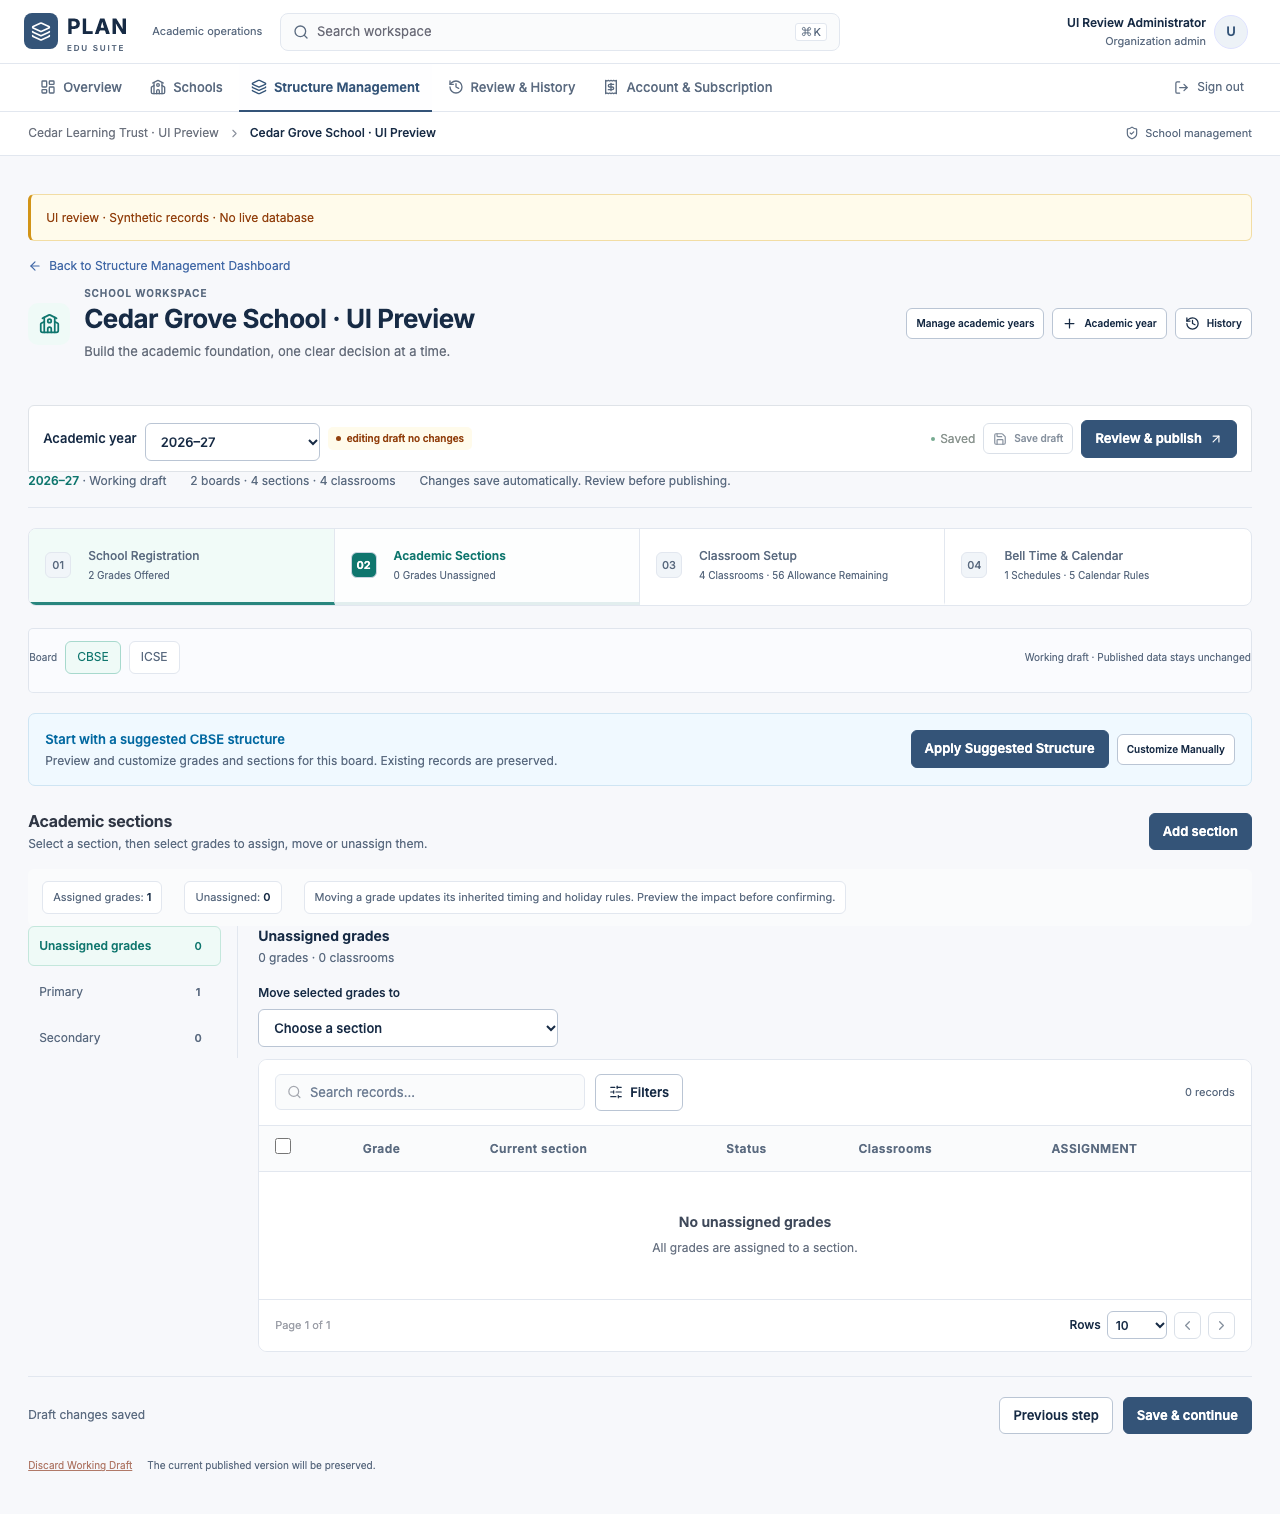 PLAN
EDU SUITE
Academic operations
Search workspace
⌘K
UI Review Administrator
Organization admin
U
Overview
Schools
Structure Management
Review & History
Account & Subscription
Sign out
Cedar Learning Trust · UI Preview
Cedar Grove School · UI Preview
School management
UI review · Synthetic records · No live database
Back to Structure Management Dashboard
SCHOOL WORKSPACE
Cedar Grove School · UI Preview
Build the academic foundation, one clear decision at a time.
Manage academic years
Academic year
History
Academic year
2026–27
editing draft no changes
Saved
Save draft
Review & publish
2026–27 · Working draft
2 boards · 4 sections · 4 classrooms
Changes save automatically. Review before publishing.
01
School Registration
2 Grades Offered
02
Academic Sections
0 Grades Unassigned
03
Classroom Setup
4 Classrooms · 56 Allowance Remaining
04
Bell Time & Calendar
1 Schedules · 5 Calendar Rules
Board
CBSE
ICSE
Working draft · Published data stays unchanged
Start with a suggested CBSE structure
Preview and customize grades and sections for this board. Existing records are preserved.
Apply Suggested Structure
Customize Manually
Academic sections
Select a section, then select grades to assign, move or unassign them.
Add section
Assigned grades: 1
Unassigned: 0
Moving a grade updates its inherited timing and holiday rules. Preview the impact before confirming.
Unassigned grades 0
Primary 1
Secondary 0
Unassigned grades
0 grades · 0 classrooms
Move selected grades to
Choose a section
Search records...
Filters
0 records
Grade
Current section
Status
Classrooms
ASSIGNMENT
No unassigned grades
All grades are assigned to a section.
Page 1 of 1
Rows
10
Draft changes saved
Previous step
Save & continue
Discard Working Draft
The current published version will be preserved.